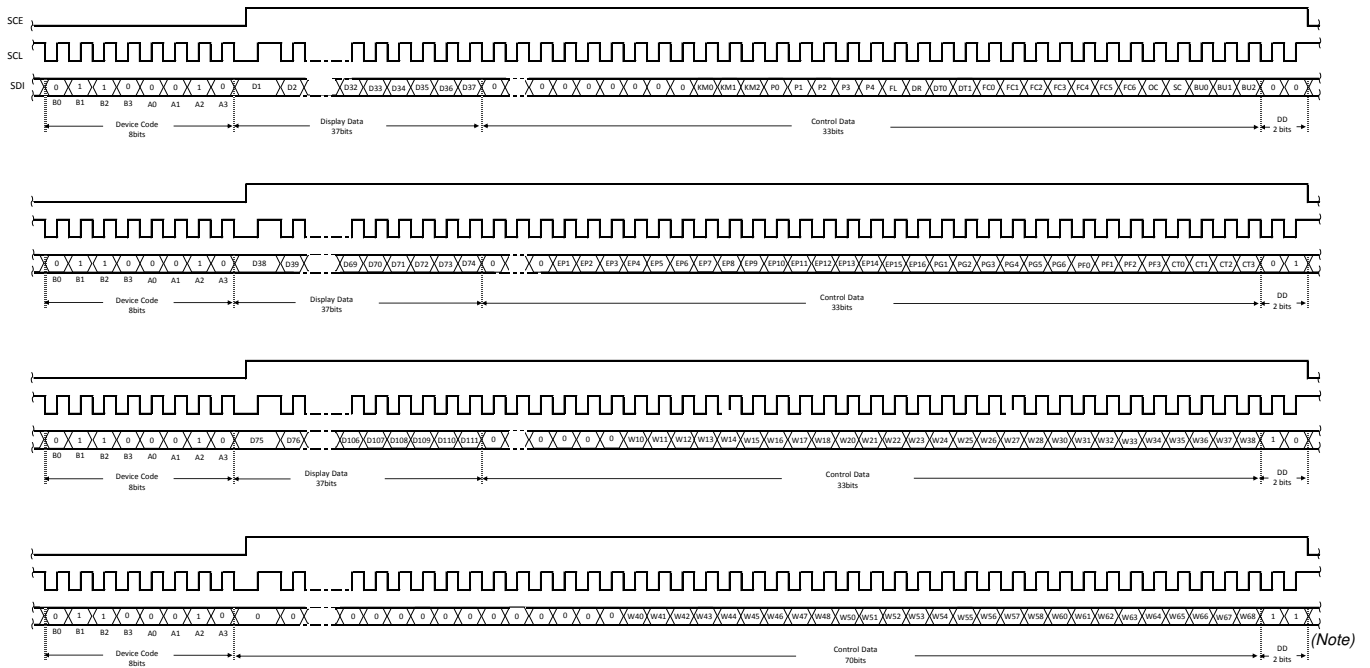 SCE
SCL
SDI 0 1 1 0 0 0 1 0 D1 D2 D32 D33 D34 D35 D36 D37 0 0 0 0 0 0 0 0 KM0 KM1 KM2 P0 P1 P2 P3 P4 FL DR DT0 DT1 FC0 FC1 FC2 FC3 FC4 FC5 FC6 OC SC BU0 BU1 BU2 0 0
B0 B1 B2 B3 A0 A1 A2 A3
Device Code
8bits
Display Data
37bits
Control Data
33bits
DD
2 bits
0 1 1 0 0 0 1 0 D38 D39 D69 D70 D71 D72 D73 D74 0 0 EP1 EP2 EP3 EP4 EP5 EP6 EP7 EP8 EP9 EP10 EP11 EP12 EP13 EP14 EP15 EP16 PG1 PG2 PG3 PG4 PG5 PG6 PF0 PF1 PF2 PF3 CT0 CT1 CT2 CT3 0 1
B0 B1 B2 B3 A0 A1 A2 A3
Device Code
8bits
Display Data
37bits
Control Data
33bits
DD
2 bits
0 1 1 0 0 0 1 0 D75 D76 D106 D107 D108 D109 D110 D111 0 0 0 0 0 W10 W11 W12 W13 W14 W15 W16 W17 W18 W20 W21 W22 W23 W24 W25 W26 W27 W28 W30 W31 W32 W33 W34 W35 W36 W37 W38 1 0
B0 B1 B2 B3 A0 A1 A2 A3
Device Code
8bits
Display Data
37bits
Control Data
33bits
DD
2 bits
0 1 1 0 0 0 1 0 0 0 0 0 0 0 0 0 0 0 0 0 0 0 W40 W41 W42 W43 W44 W45 W46 W47 W48 W50 W51 W52 W53 W54 W55 W56 W57 W58 W60 W61 W62 W63 W64 W65 W66 W67 W68 1 1
B0 B1 B2 B3 A0 A1 A2 A3
(Note)
Device Code
8bits
Control Data
70bits
DD
2 bits